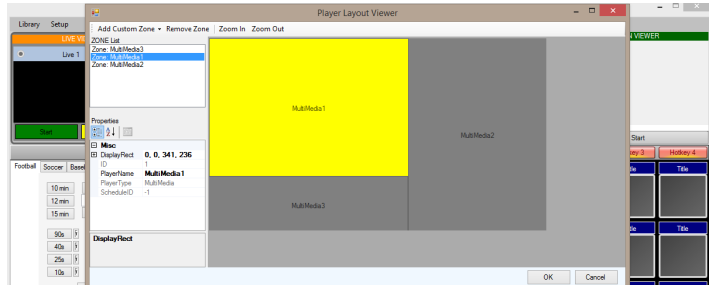 Player Layout Viewer
Library Setup
Add Custom Zone Remove Zone Zoom In Zoom Out
ZONE List
Zone: MultiMedia3
Zone: MultiMedia1
Zone: MultiMedia2
LIVE VI
VIEWER
Live 1
MultiMedia1
MultiMedia2
MultiMedia3
Properties
Misc
DisplayRect 0, 0, 341, 236
ID 1
PlayerName MultiMedia1
PlayerType MultiMedia
ScheduleID -1
DisplayRect
Start
Start
Hotkey 4
Football Soccer
Title
10 min
12 min
15 min
Title
90s
40s
25s
10s
OK Cancel